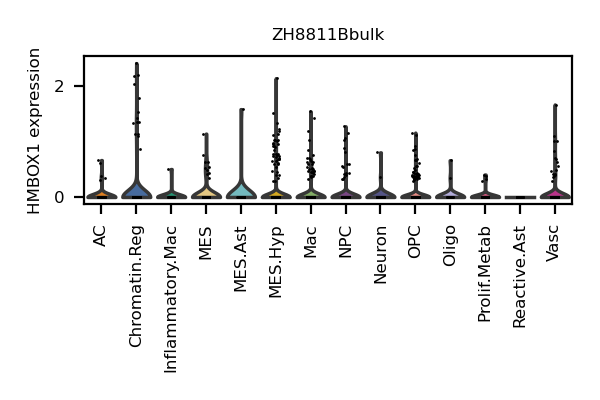 ZH8811Bbulk
HMBOX1 expression
2
0
AC
Chromatin.Reg
Inflammatory.Mac
MES
MES.Ast
MES.Hyp
Mac
NPC
Neuron
OPC
Oligo
Prolif.Metab
Reactive.Ast
Vasc